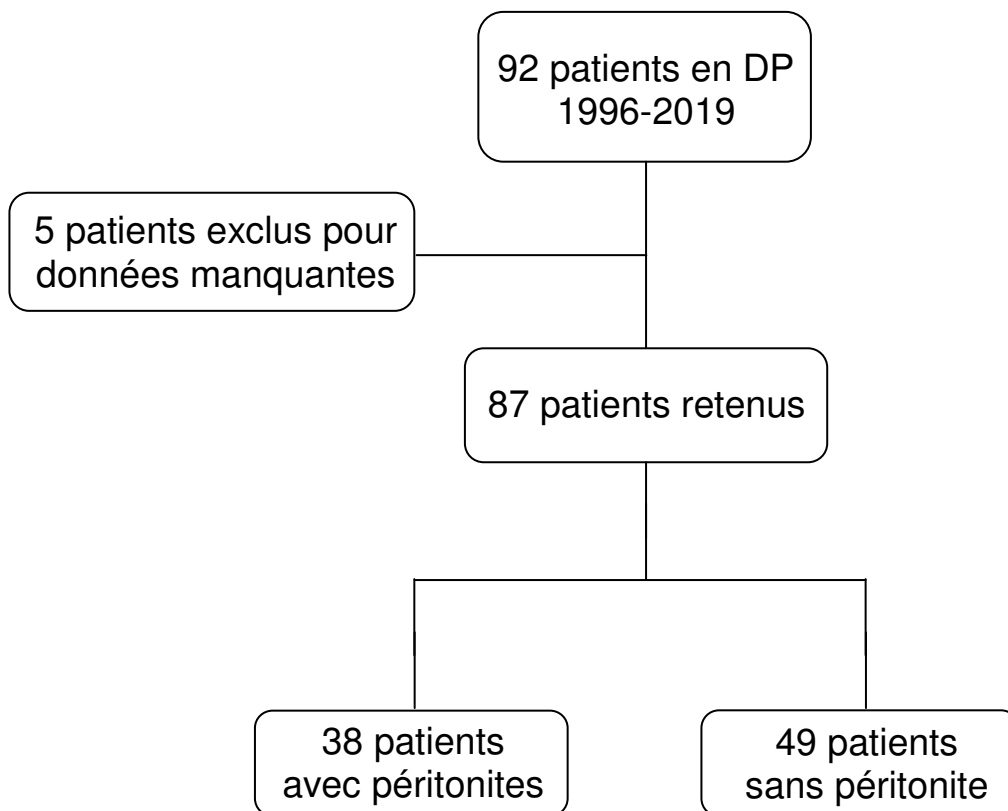 92 patients en DP
1996-2019
5 patients exclus pour
données manquantes
87 patients retenus
38 patients
avec péritonites
49 patients
sans péritonite